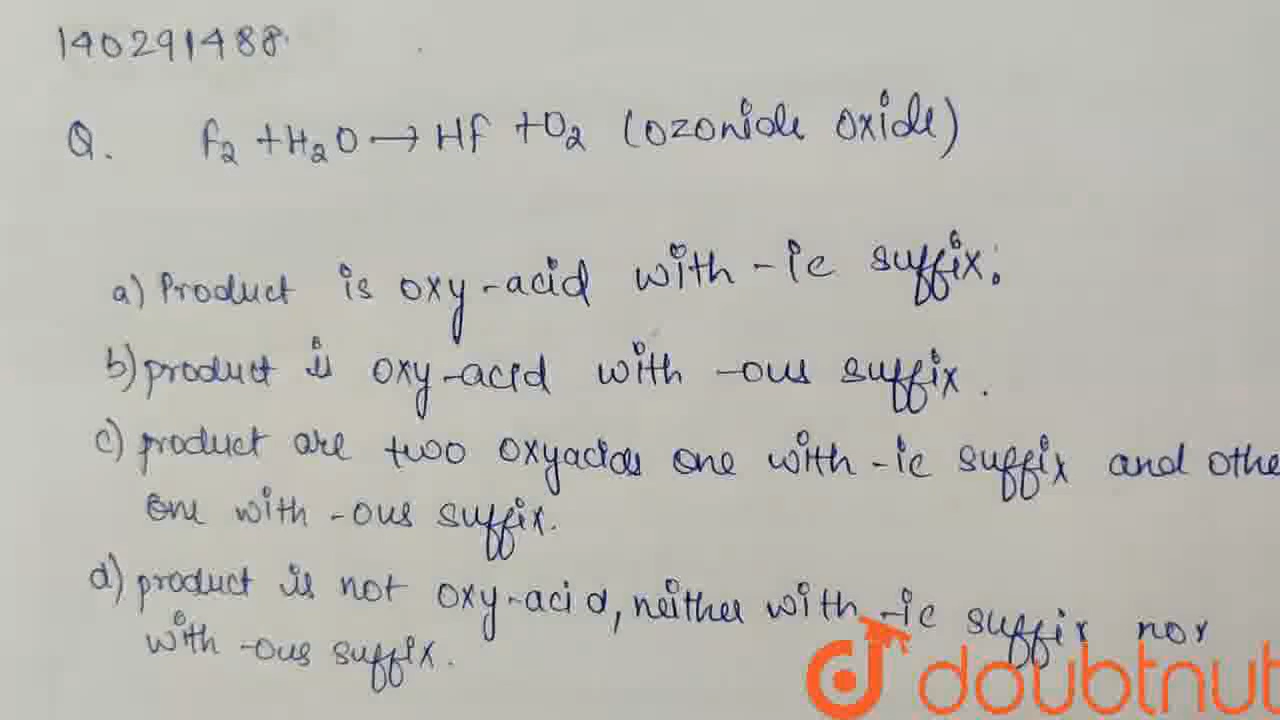 140291488.
Q. F₂ + H₂O → HF + O₂ (ozonide oxide)
a) Product is oxy-acid with -ic suffix.
b) product is oxy-acid with -ous suffix.
c) product are two oxyacids one with -ic suffix and othe
one with -ous suffix.
d) product is not oxy-acid, neither with -ic suffix nor
with -ous suffix.
doubtnut